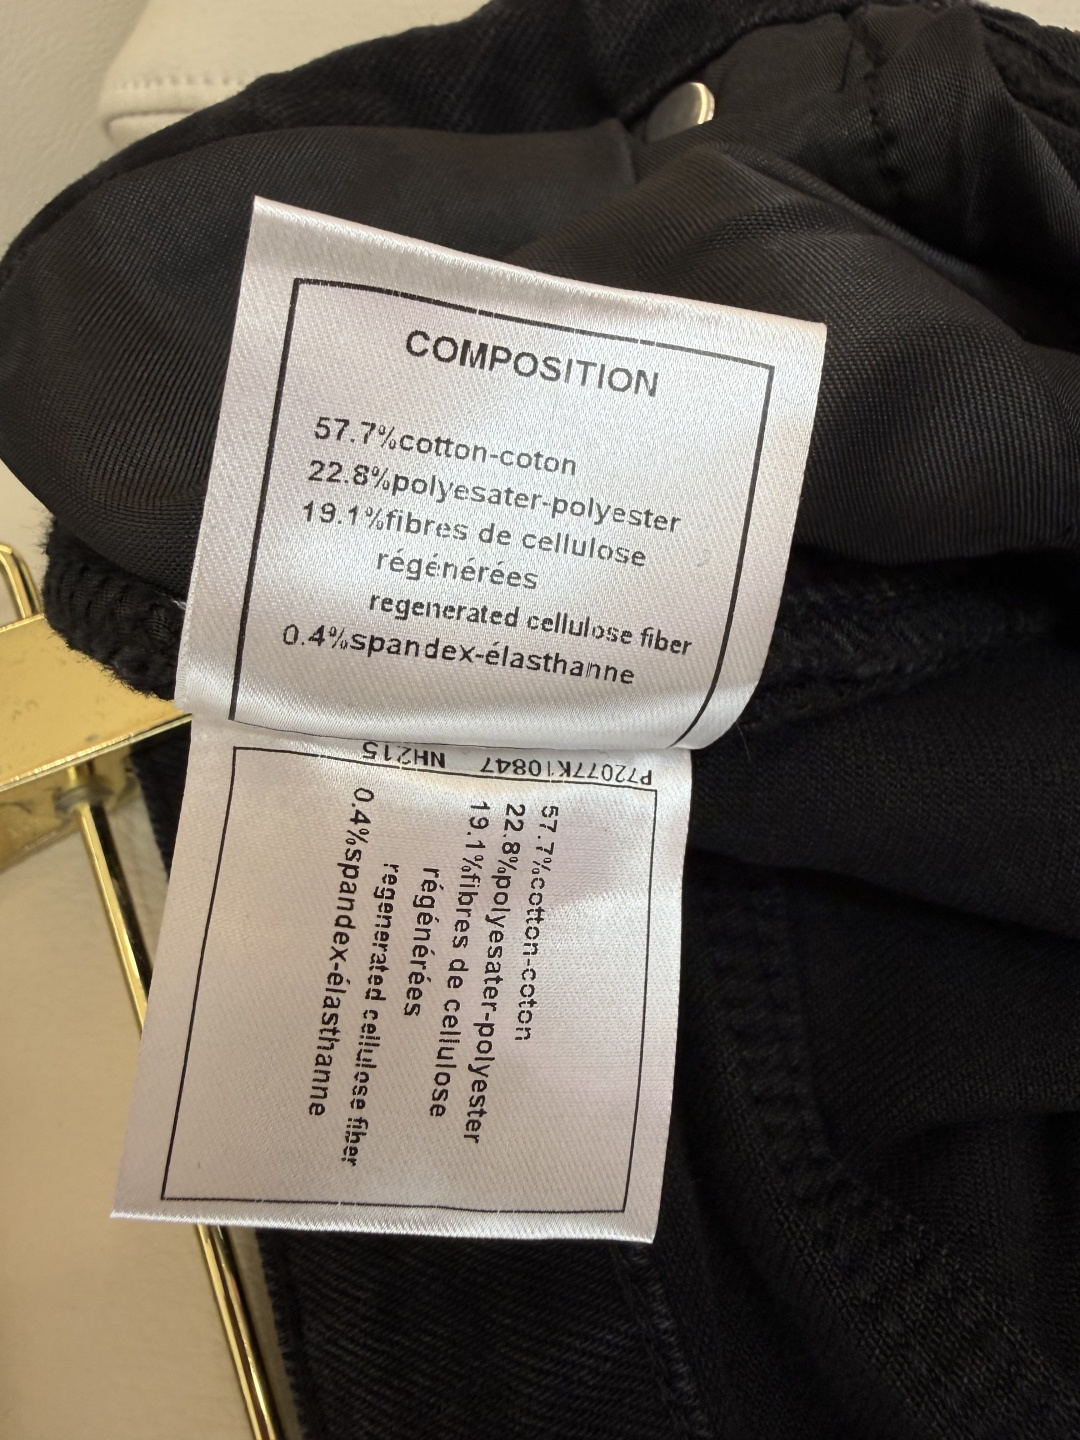 COMPOSITION
57.7%cotton-coton
22.8%polyesater-polyester
19.1%fibres de cellulose
régénérées
regenerated cellulose fiber
0.4%spandex-élasthanne
P72077K10847 NH215
57.7%cotton-coton
22.8%polyesater-polyester
19.1%fibres de cellulose
régénérées
regenerated cellulose fiber
0.4%spandex-élasthanne